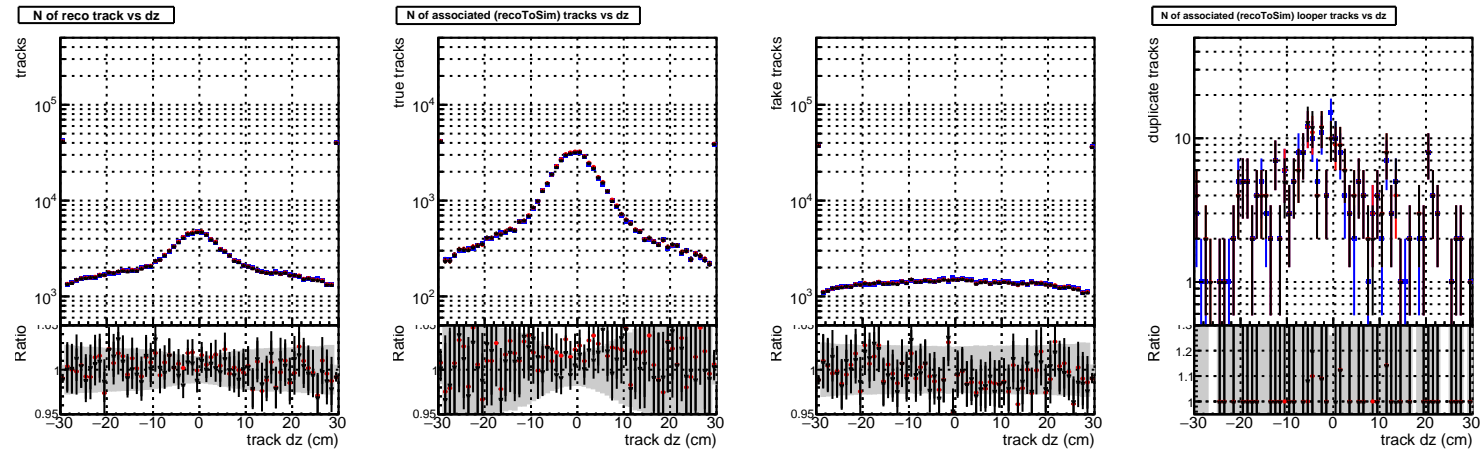 N of reco track vs dz
tracks
10^5
10^4
10^3
Ratio
1
0.95
−30 −20 −10 0 10 20 30
track dz (cm)
N of associated (recoToSim) tracks vs dz
true tracks
10^4
10^3
10^2
Ratio
1
0.95
−30 −20 −10 0 10 20 30
track dz (cm)
fake tracks
10^5
10^4
10^3
Ratio
1
0.95
−30 −20 −10 0 10 20 30
track dz (cm)
N of associated (recoToSim) looper tracks vs dz
duplicate tracks
10
1
Ratio
1.2
1.1
1
−30 −20 −10 0 10 20 30
track dz (cm)